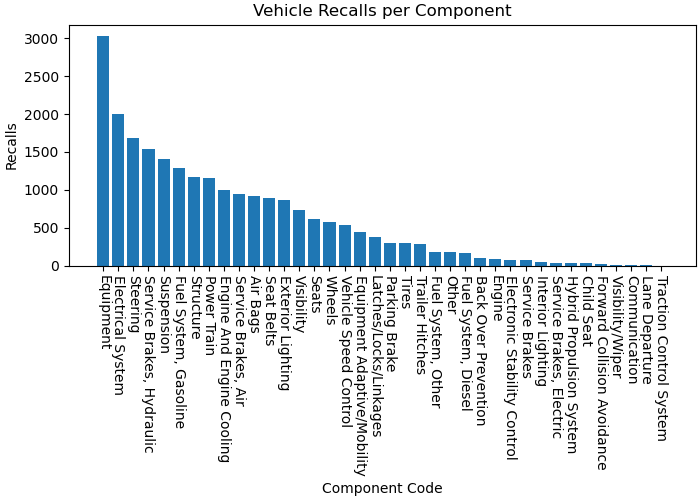 Vehicle Recalls per Component
Recalls
3000
2500
2000
1500
1000
500
0
Equipment
Electrical System
Steering
Service Brakes, Hydraulic
Suspension
Fuel System, Gasoline
Structure
Power Train
Engine And Engine Cooling
Service Brakes, Air
Air Bags
Seat Belts
Exterior Lighting
Visibility
Seats
Wheels
Vehicle Speed Control
Equipment Adaptive/Mobility
Latches/Locks/Linkages
Parking Brake
Tires
Trailer Hitches
Fuel System, Other
Other
Fuel System, Diesel
Back Over Prevention
Engine
Electronic Stability Control
Service Brakes
Interior Lighting
Service Brakes, Electric
Hybrid Propulsion System
Child Seat
Forward Collision Avoidance
Visibility/Wiper
Communication
Lane Departure
Traction Control System
Component Code